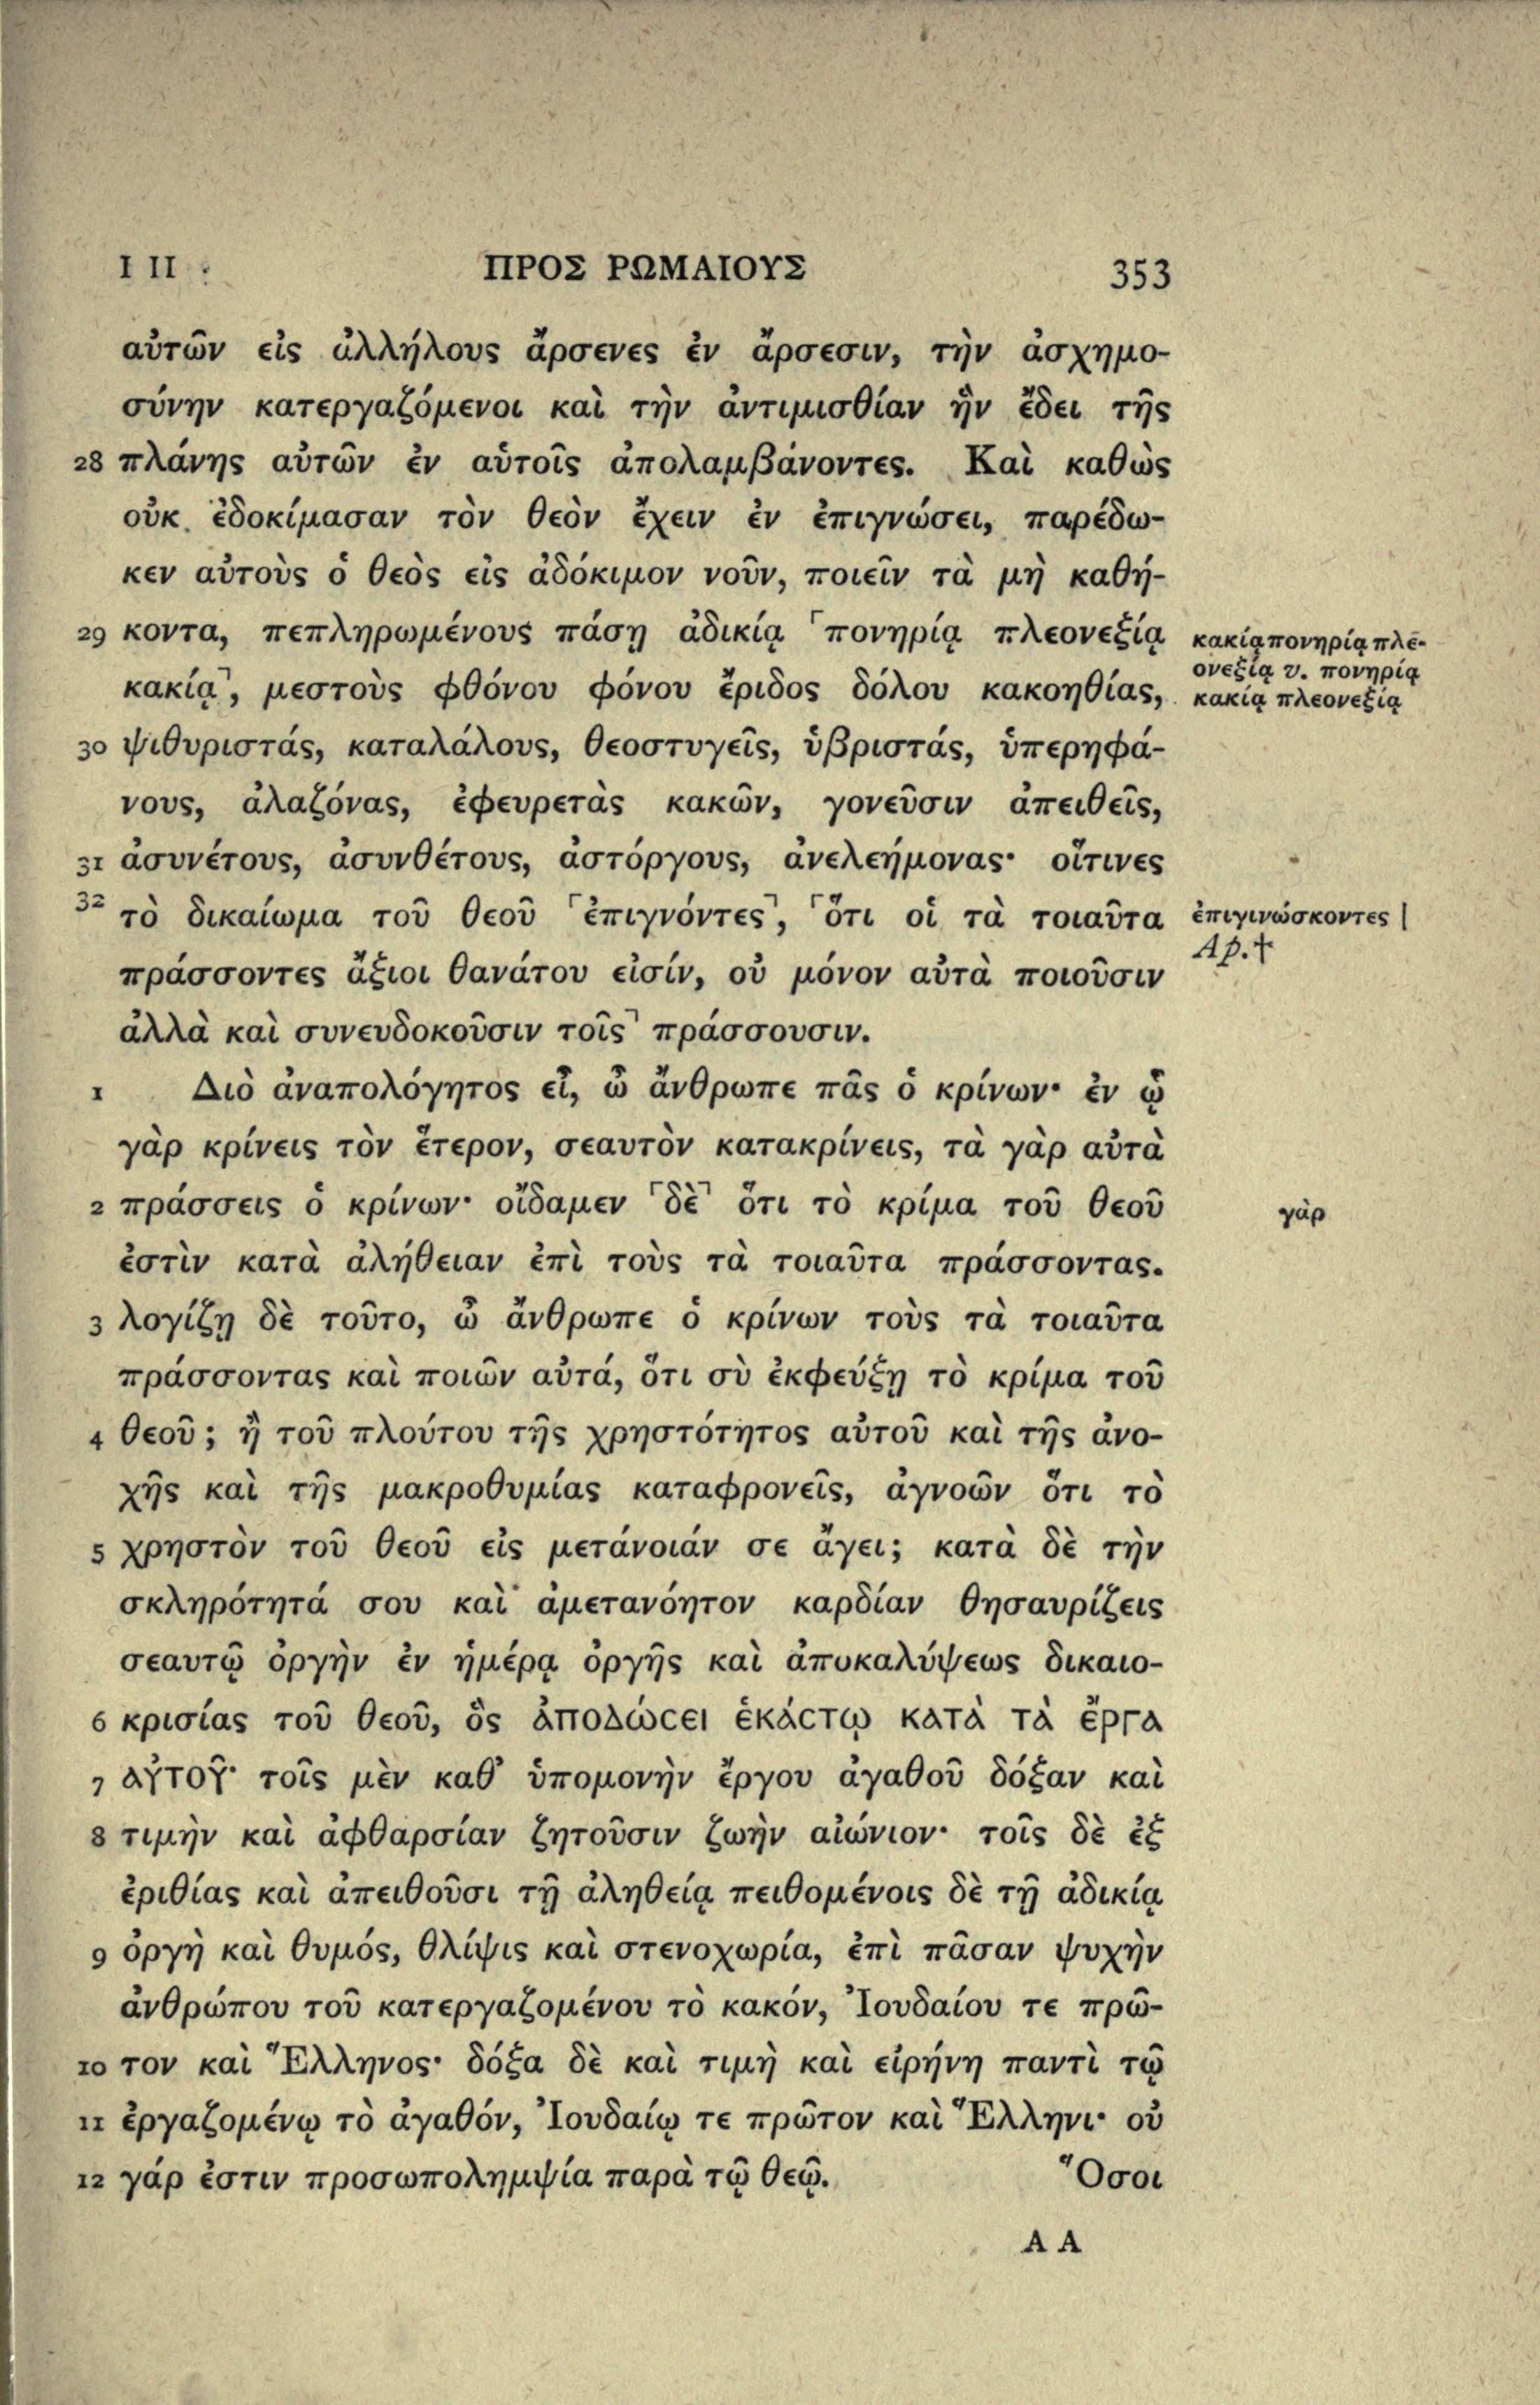 I II ΠΡΟΣ ΡΩΜΑΙΟΥΣ 353
αὐτῶν εἰς ἀλλήλους ἄρσενες ἐν ἄρσεσιν, τὴν ἀσχημο-
σύνην κατεργαζόμενοι καὶ τὴν ἀντιμισθίαν ἣν ἔδει τῆς
28 πλάνης αὐτῶν ἐν αὑτοῖς ἀπολαμβάνοντες. Καὶ καθὼς
οὐκ ἐδοκίμασαν τὸν θεὸν ἔχειν ἐν ἐπιγνώσει, παρέδω-
κεν αὐτοὺς ὁ θεὸς εἰς ἀδόκιμον νοῦν, ποιεῖν τὰ μὴ καθή-
29 κοντα, πεπληρωμένους πάσῃ ἀδικίᾳ ⌜πονηρίᾳ πλεονεξίᾳ
κακίᾳ⌝, μεστοὺς φθόνου φόνου ἔριδος δόλου κακοηθίας,
κακίᾳ πονηρίᾳ πλε-
ονεξίᾳ v. πονηρίᾳ
κακίᾳ πλεονεξίᾳ
30 ψιθυριστάς, καταλάλους, θεοστυγεῖς, ὑβριστάς, ὑπερηφά-
νους, ἀλαζόνας, ἐφευρετὰς κακῶν, γονεῦσιν ἀπειθεῖς,
31 ἀσυνέτους, ἀσυνθέτους, ἀστόργους, ἀνελεήμονας· οἵτινες
32 τὸ δικαίωμα τοῦ θεοῦ ⌜ἐπιγνόντες⌝, ⌜ὅτι οἱ τὰ τοιαῦτα
ἐπιγινώσκοντες |
Ap.†
πράσσοντες ἄξιοι θανάτου εἰσίν, οὐ μόνον αὐτὰ ποιοῦσιν
ἀλλὰ καὶ συνευδοκοῦσιν τοῖς⌝ πράσσουσιν.
1 Διὸ ἀναπολόγητος εἶ, ὦ ἄνθρωπε πᾶς ὁ κρίνων· ἐν ᾧ
γὰρ κρίνεις τὸν ἕτερον, σεαυτὸν κατακρίνεις, τὰ γὰρ αὐτὰ
2 πράσσεις ὁ κρίνων· οἴδαμεν ⌜δὲ⌝ ὅτι τὸ κρίμα τοῦ θεοῦ
γὰρ
ἐστὶν κατὰ ἀλήθειαν ἐπὶ τοὺς τὰ τοιαῦτα πράσσοντας.
3 λογίζῃ δὲ τοῦτο, ὦ ἄνθρωπε ὁ κρίνων τοὺς τὰ τοιαῦτα
πράσσοντας καὶ ποιῶν αὐτά, ὅτι σὺ ἐκφεύξῃ τὸ κρίμα τοῦ
4 θεοῦ; ἢ τοῦ πλούτου τῆς χρηστότητος αὐτοῦ καὶ τῆς ἀνο-
χῆς καὶ τῆς μακροθυμίας καταφρονεῖς, ἀγνοῶν ὅτι τὸ
5 χρηστὸν τοῦ θεοῦ εἰς μετάνοιάν σε ἄγει; κατὰ δὲ τὴν
σκληρότητά σου καὶ ἀμετανόητον καρδίαν θησαυρίζεις
σεαυτῷ ὀργὴν ἐν ἡμέρᾳ ὀργῆς καὶ ἀποκαλύψεως δικαιο-
6 κρισίας τοῦ θεοῦ, ὃς ἀποδώσει ἑκάστῳ κατὰ τὰ ἔργα
7 αὐτοῦ· τοῖς μὲν καθ’ ὑπομονὴν ἔργου ἀγαθοῦ δόξαν καὶ
8 τιμὴν καὶ ἀφθαρσίαν ζητοῦσιν ζωὴν αἰώνιον· τοῖς δὲ ἐξ
ἐριθίας καὶ ἀπειθοῦσι τῇ ἀληθείᾳ πειθομένοις δὲ τῇ ἀδικίᾳ
9 ὀργὴ καὶ θυμός, θλίψις καὶ στενοχωρία, ἐπὶ πᾶσαν ψυχὴν
ἀνθρώπου τοῦ κατεργαζομένου τὸ κακόν, Ἰουδαίου τε πρῶ-
10 τον καὶ Ἕλληνος· δόξα δὲ καὶ τιμὴ καὶ εἰρήνη παντὶ τῷ
11 ἐργαζομένῳ τὸ ἀγαθόν, Ἰουδαίῳ τε πρῶτον καὶ Ἕλληνι· οὐ
12 γάρ ἐστιν προσωπολημψία παρὰ τῷ θεῷ. Ὅσοι
A A